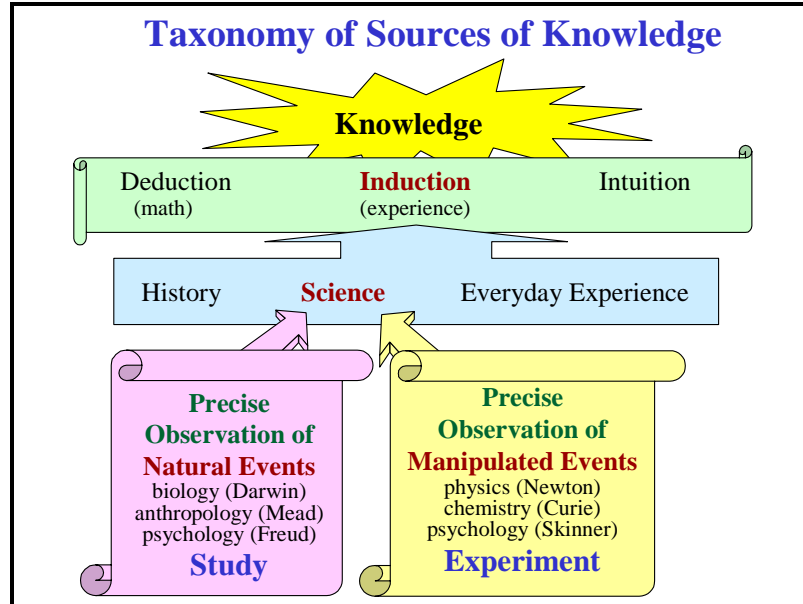 Taxonomy of Sources of Knowledge
Knowledge
Deduction Induction Intuition
(math) (experience)
History Science Everyday Experience
Precise
Observation of
Natural Events
biology (Darwin)
anthropology (Mead)
psychology (Freud)
Study
Precise
Observation of
Manipulated Events
physics (Newton)
chemistry (Curie)
psychology (Skinner)
Experiment